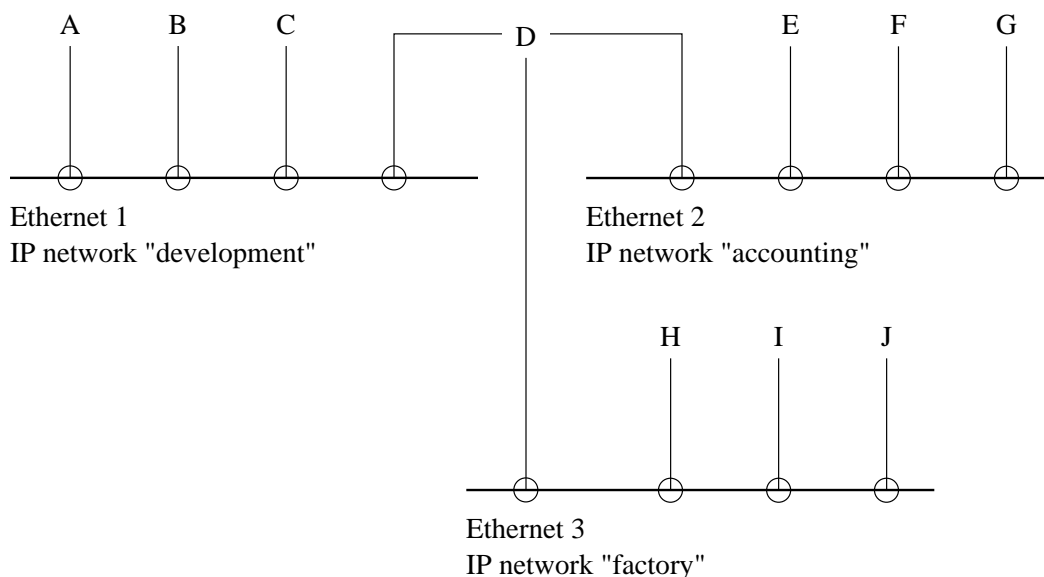 A B C D E F G
Ethernet 1
IP network "development"
Ethernet 2
IP network "accounting"
H I J
Ethernet 3
IP network "factory"